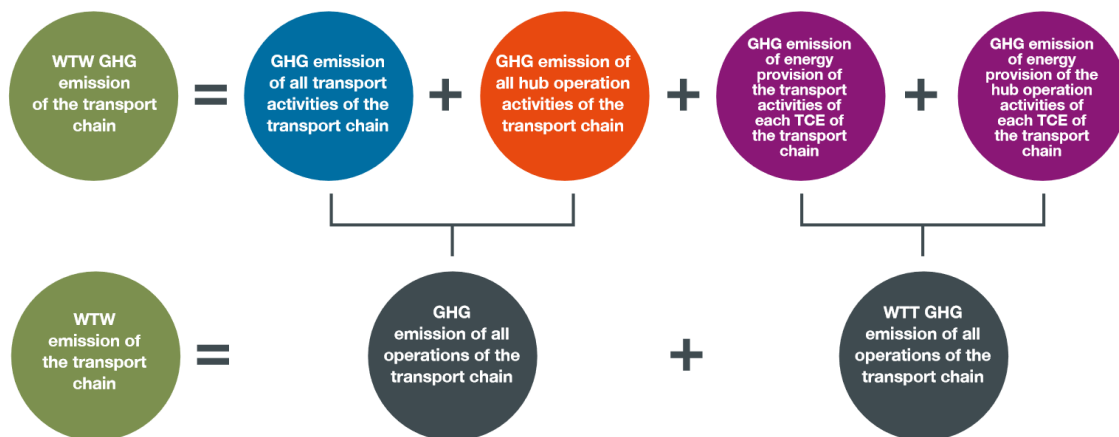 WTW GHG
emission
of the transport
chain
=
GHG emission
of all transport
activities of the
transport chain
+
GHG emission of
all hub operation
activities of the
transport chain
+
GHG emission
of energy
provision of
the transport
activities of
each TCE of
the transport
chain
+
GHG emission
of energy
provision of the
hub operation
activities of
each TCE of
the transport
chain
WTW
emission of
the transport
chain
=
GHG
emission of all
operations of the
transport chain
+
WTT GHG
emission of all
operations of the
transport chain